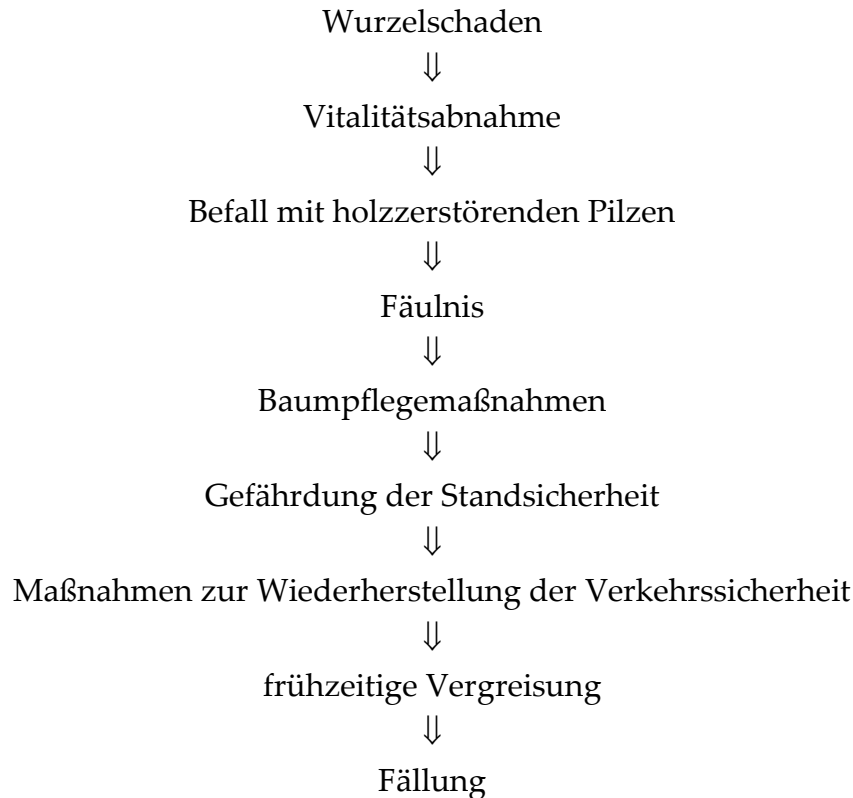 Wurzelschaden
⇓
Vitalitätsabnahme
⇓
Befall mit holzzerstörenden Pilzen
⇓
Fäulnis
⇓
Baumpflegemaßnahmen
⇓
Gefährdung der Standsicherheit
⇓
Maßnahmen zur Wiederherstellung der Verkehrssicherheit
⇓
frühzeitige Vergreisung
⇓
Fällung